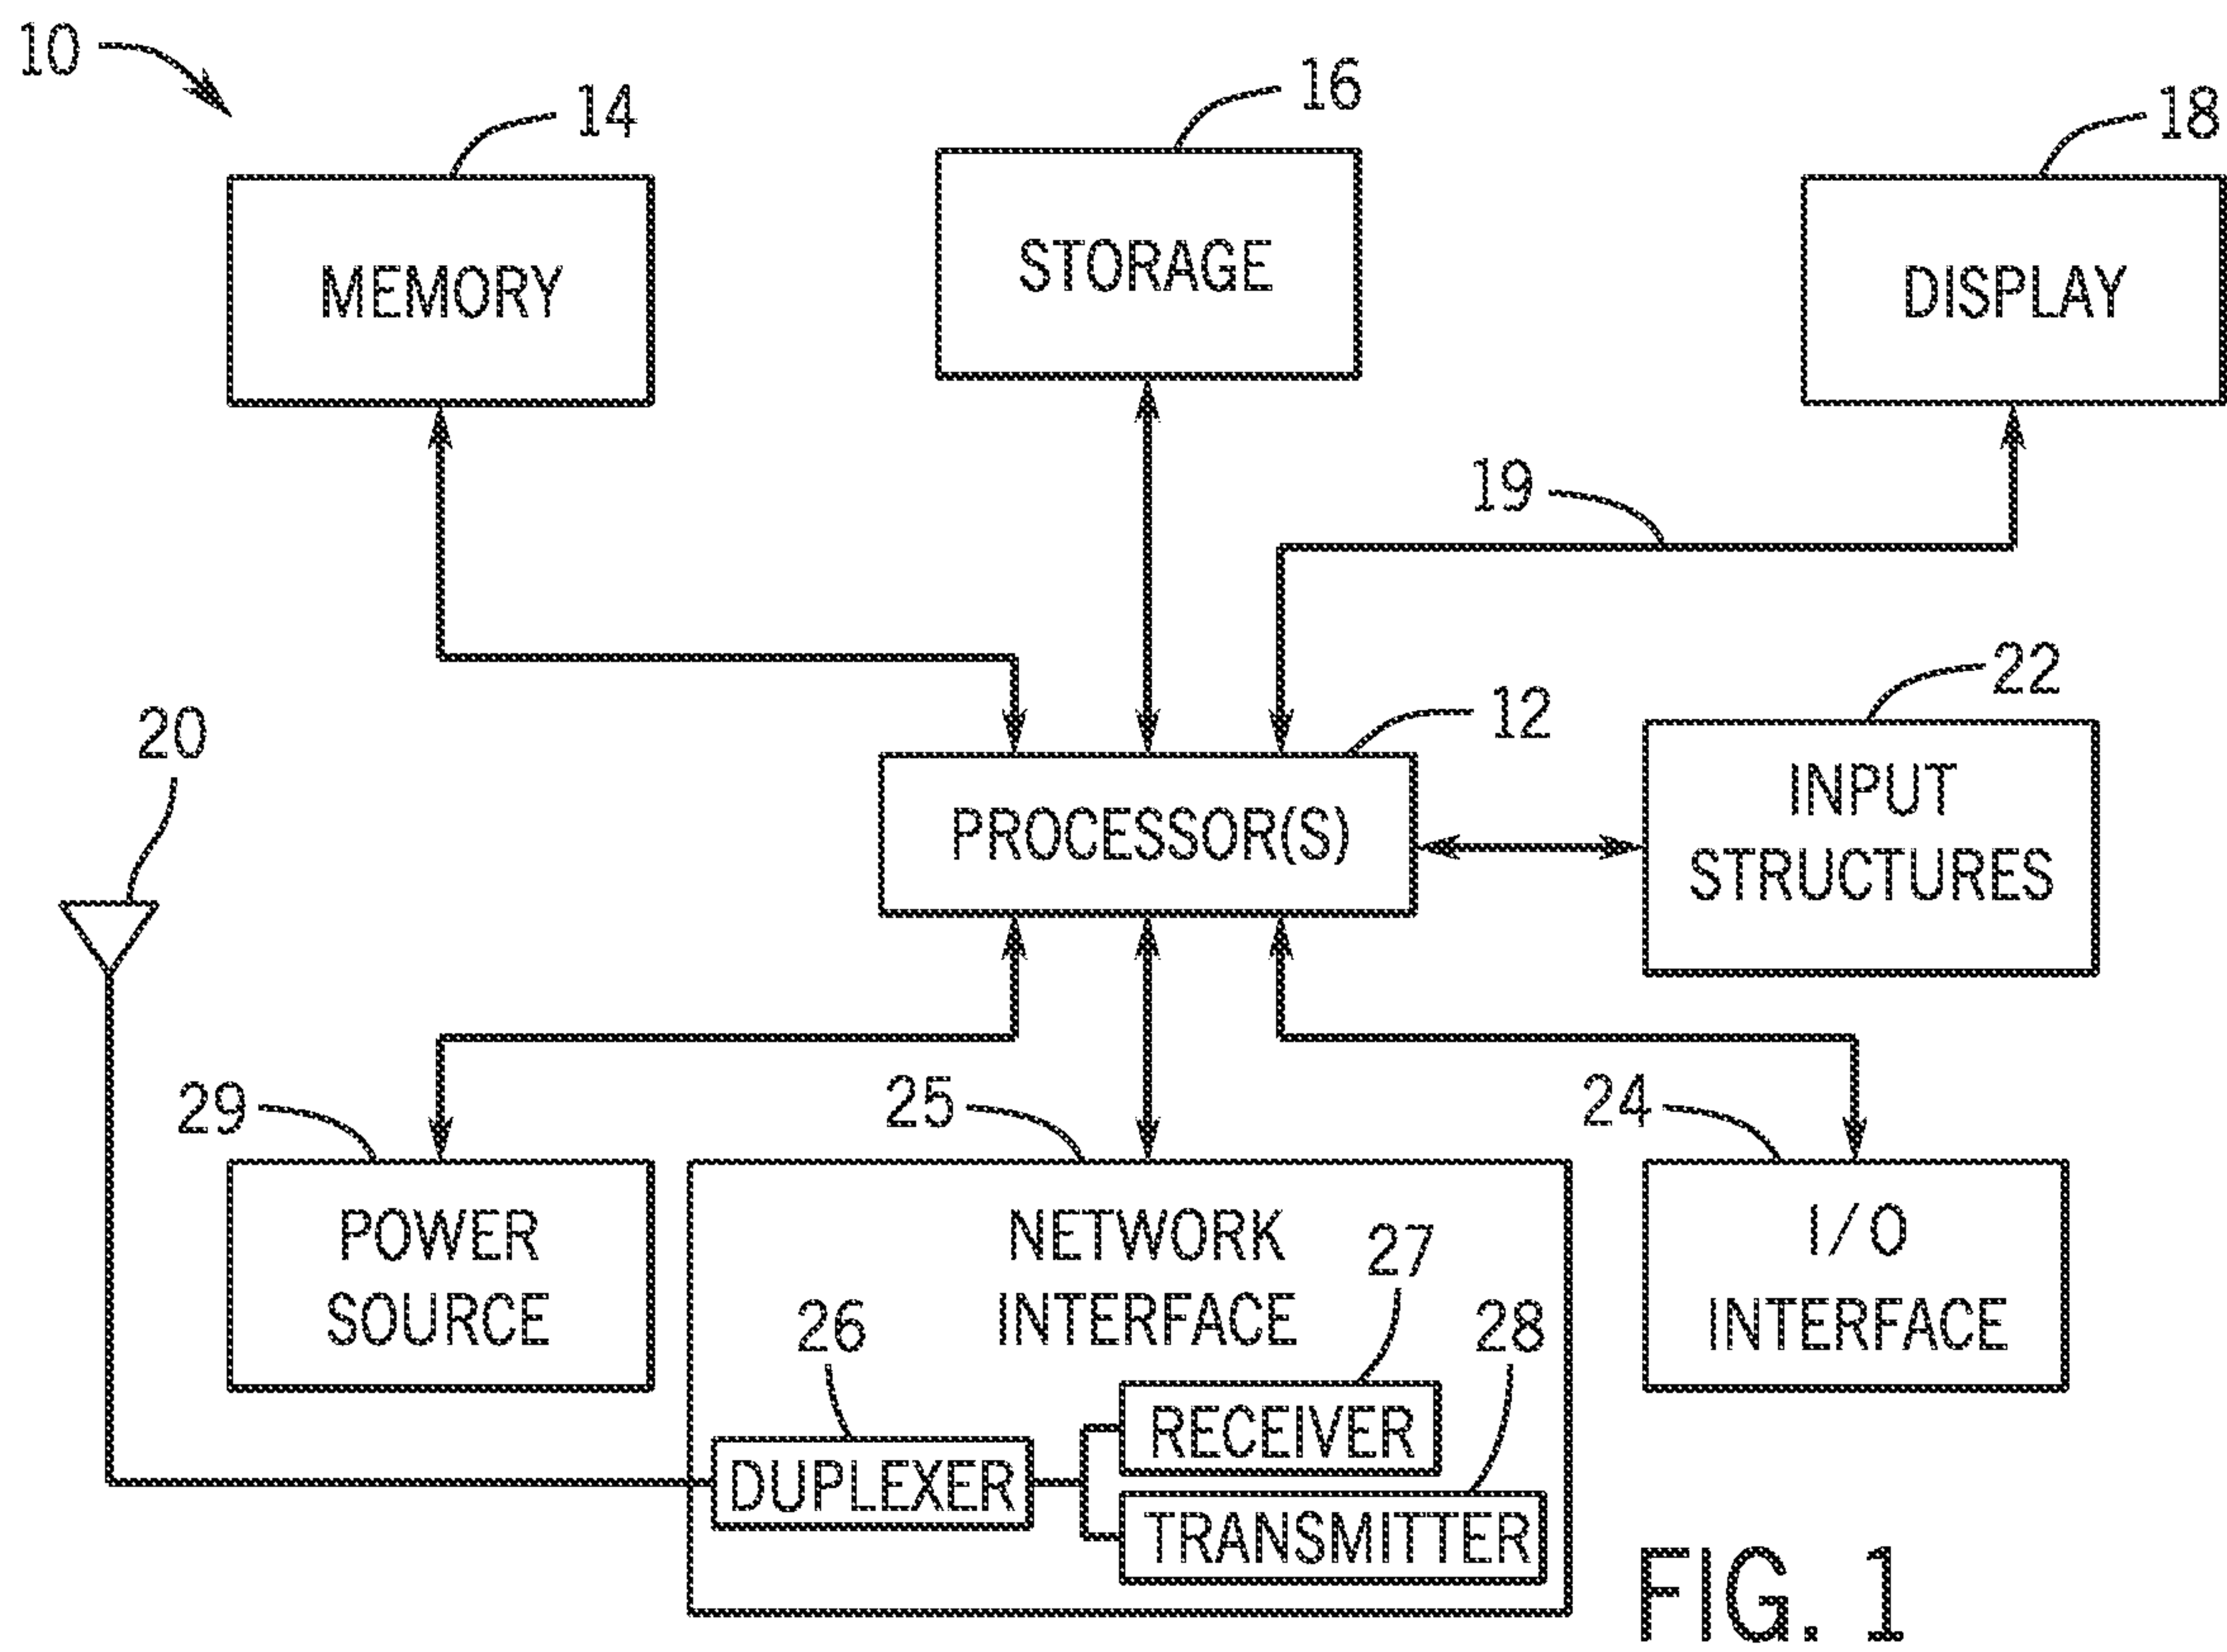 10
14
16
18
MEMORY
STORAGE
DISPLAY
19
22
12
20
PROCESSOR(S)
INPUT
STRUCTURES
29
25
24
POWER
SOURCE
NETWORK
INTERFACE
I/O
INTERFACE
27
26
28
RECEIVER
DUPLEXER
TRANSMITTER
FIG. 1